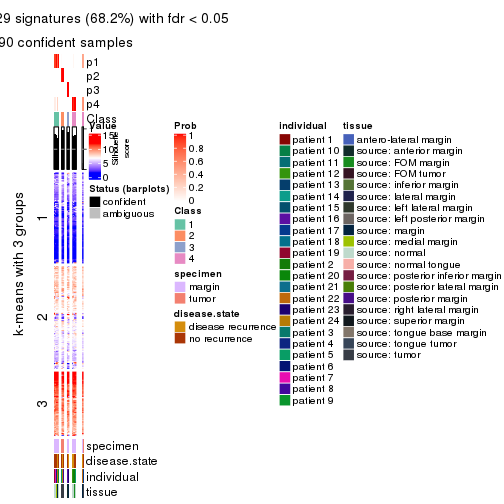 29 signatures (68.2%) with fdr < 0.05
90 confident samples
p1
p2
p3
p4
Class
Silhouette
score
k-means with 3 groups
1
2
3
specimen
disease.state
individual
tissue
Value
15
10
5
0
Status (barplots)
confident
ambiguous
Prob
1
0.8
0.6
0.4
0.2
0
Class
1
2
3
4
specimen
margin
tumor
disease.state
disease recurrence
no recurrence
individual
patient 1
patient 10
patient 11
patient 12
patient 13
patient 14
patient 15
patient 16
patient 17
patient 18
patient 19
patient 2
patient 20
patient 21
patient 22
patient 23
patient 24
patient 3
patient 4
patient 5
patient 6
patient 7
patient 8
patient 9
tissue
antero-lateral margin
source: anterior margin
source: FOM margin
source: FOM tumor
source: inferior margin
source: lateral margin
source: left lateral margin
source: left posterior margin
source: margin
source: medial margin
source: normal
source: normal tongue
source: posterior inferior margin
source: posterior lateral margin
source: posterior margin
source: right lateral margin
source: superior margin
source: tongue base margin
source: tongue tumor
source: tumor